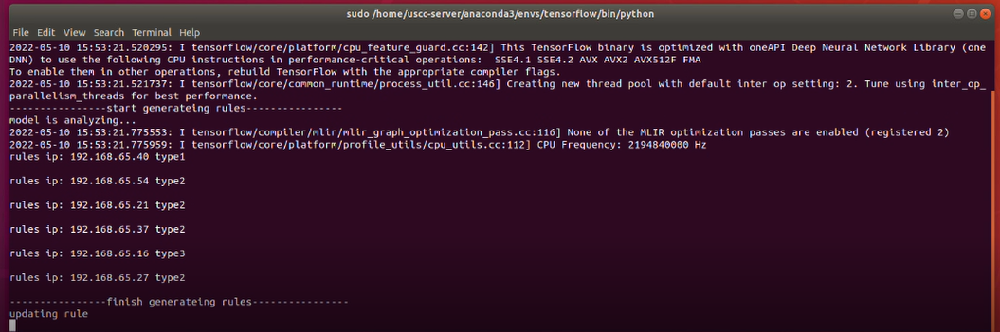 sudo /home/uscc-server/anaconda3/envs/tensorflow/bin/python
File Edit View Search Terminal Help
2022-05-10 15:53:21.520295: I tensorflow/core/platform/cpu_feature_guard.cc:142] This TensorFlow binary is optimized with oneAPI Deep Neural Network Library (one
DNN) to use the following CPU instructions in performance-critical operations:  SSE4.1 SSE4.2 AVX AVX2 AVX512F FMA
To enable them in other operations, rebuild TensorFlow with the appropriate compiler flags.
2022-05-10 15:53:21.521737: I tensorflow/core/common_runtime/process_util.cc:146] Creating new thread pool with default inter op setting: 2. Tune using inter_op_
parallelism_threads for best performance.
----------------start generateing rules----------------
model is analyzing...
2022-05-10 15:53:21.775553: I tensorflow/compiler/mlir/mlir_graph_optimization_pass.cc:116] None of the MLIR optimization passes are enabled (registered 2)
2022-05-10 15:53:21.775959: I tensorflow/core/platform/profile_utils/cpu_utils.cc:112] CPU Frequency: 2194840000 Hz
rules ip: 192.168.65.40 type1
rules ip: 192.168.65.54 type2
rules ip: 192.168.65.21 type2
rules ip: 192.168.65.37 type2
rules ip: 192.168.65.16 type3
rules ip: 192.168.65.27 type2
----------------finish generateing rules----------------
updating rule